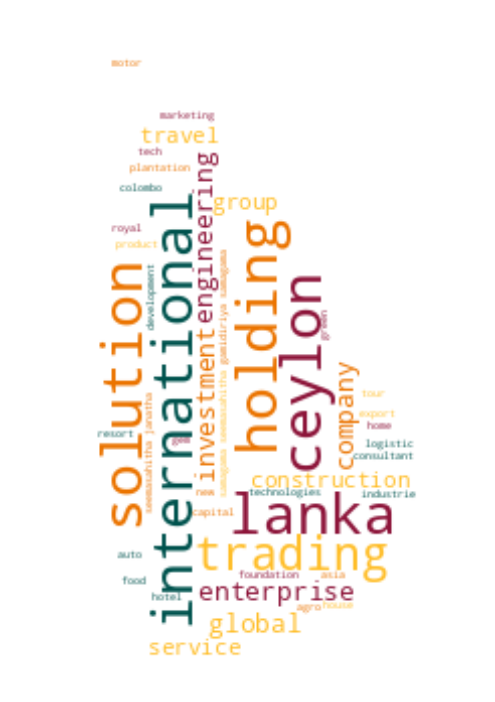 motor
marketing
travel
tech
plantation
colombo
royal
product
group
engineering
international
solution
holding
ceylon
development
investment
gamidiriya samagama
samagama seemasahitha
seemasahitha janatha
green
company
tour
export
home
resort
gem
logistic
consultant
construction
new
technologies
industrie
capital
lanka
trading
auto
food
hotel
foundation
asia
enterprise
agro
house
global
service